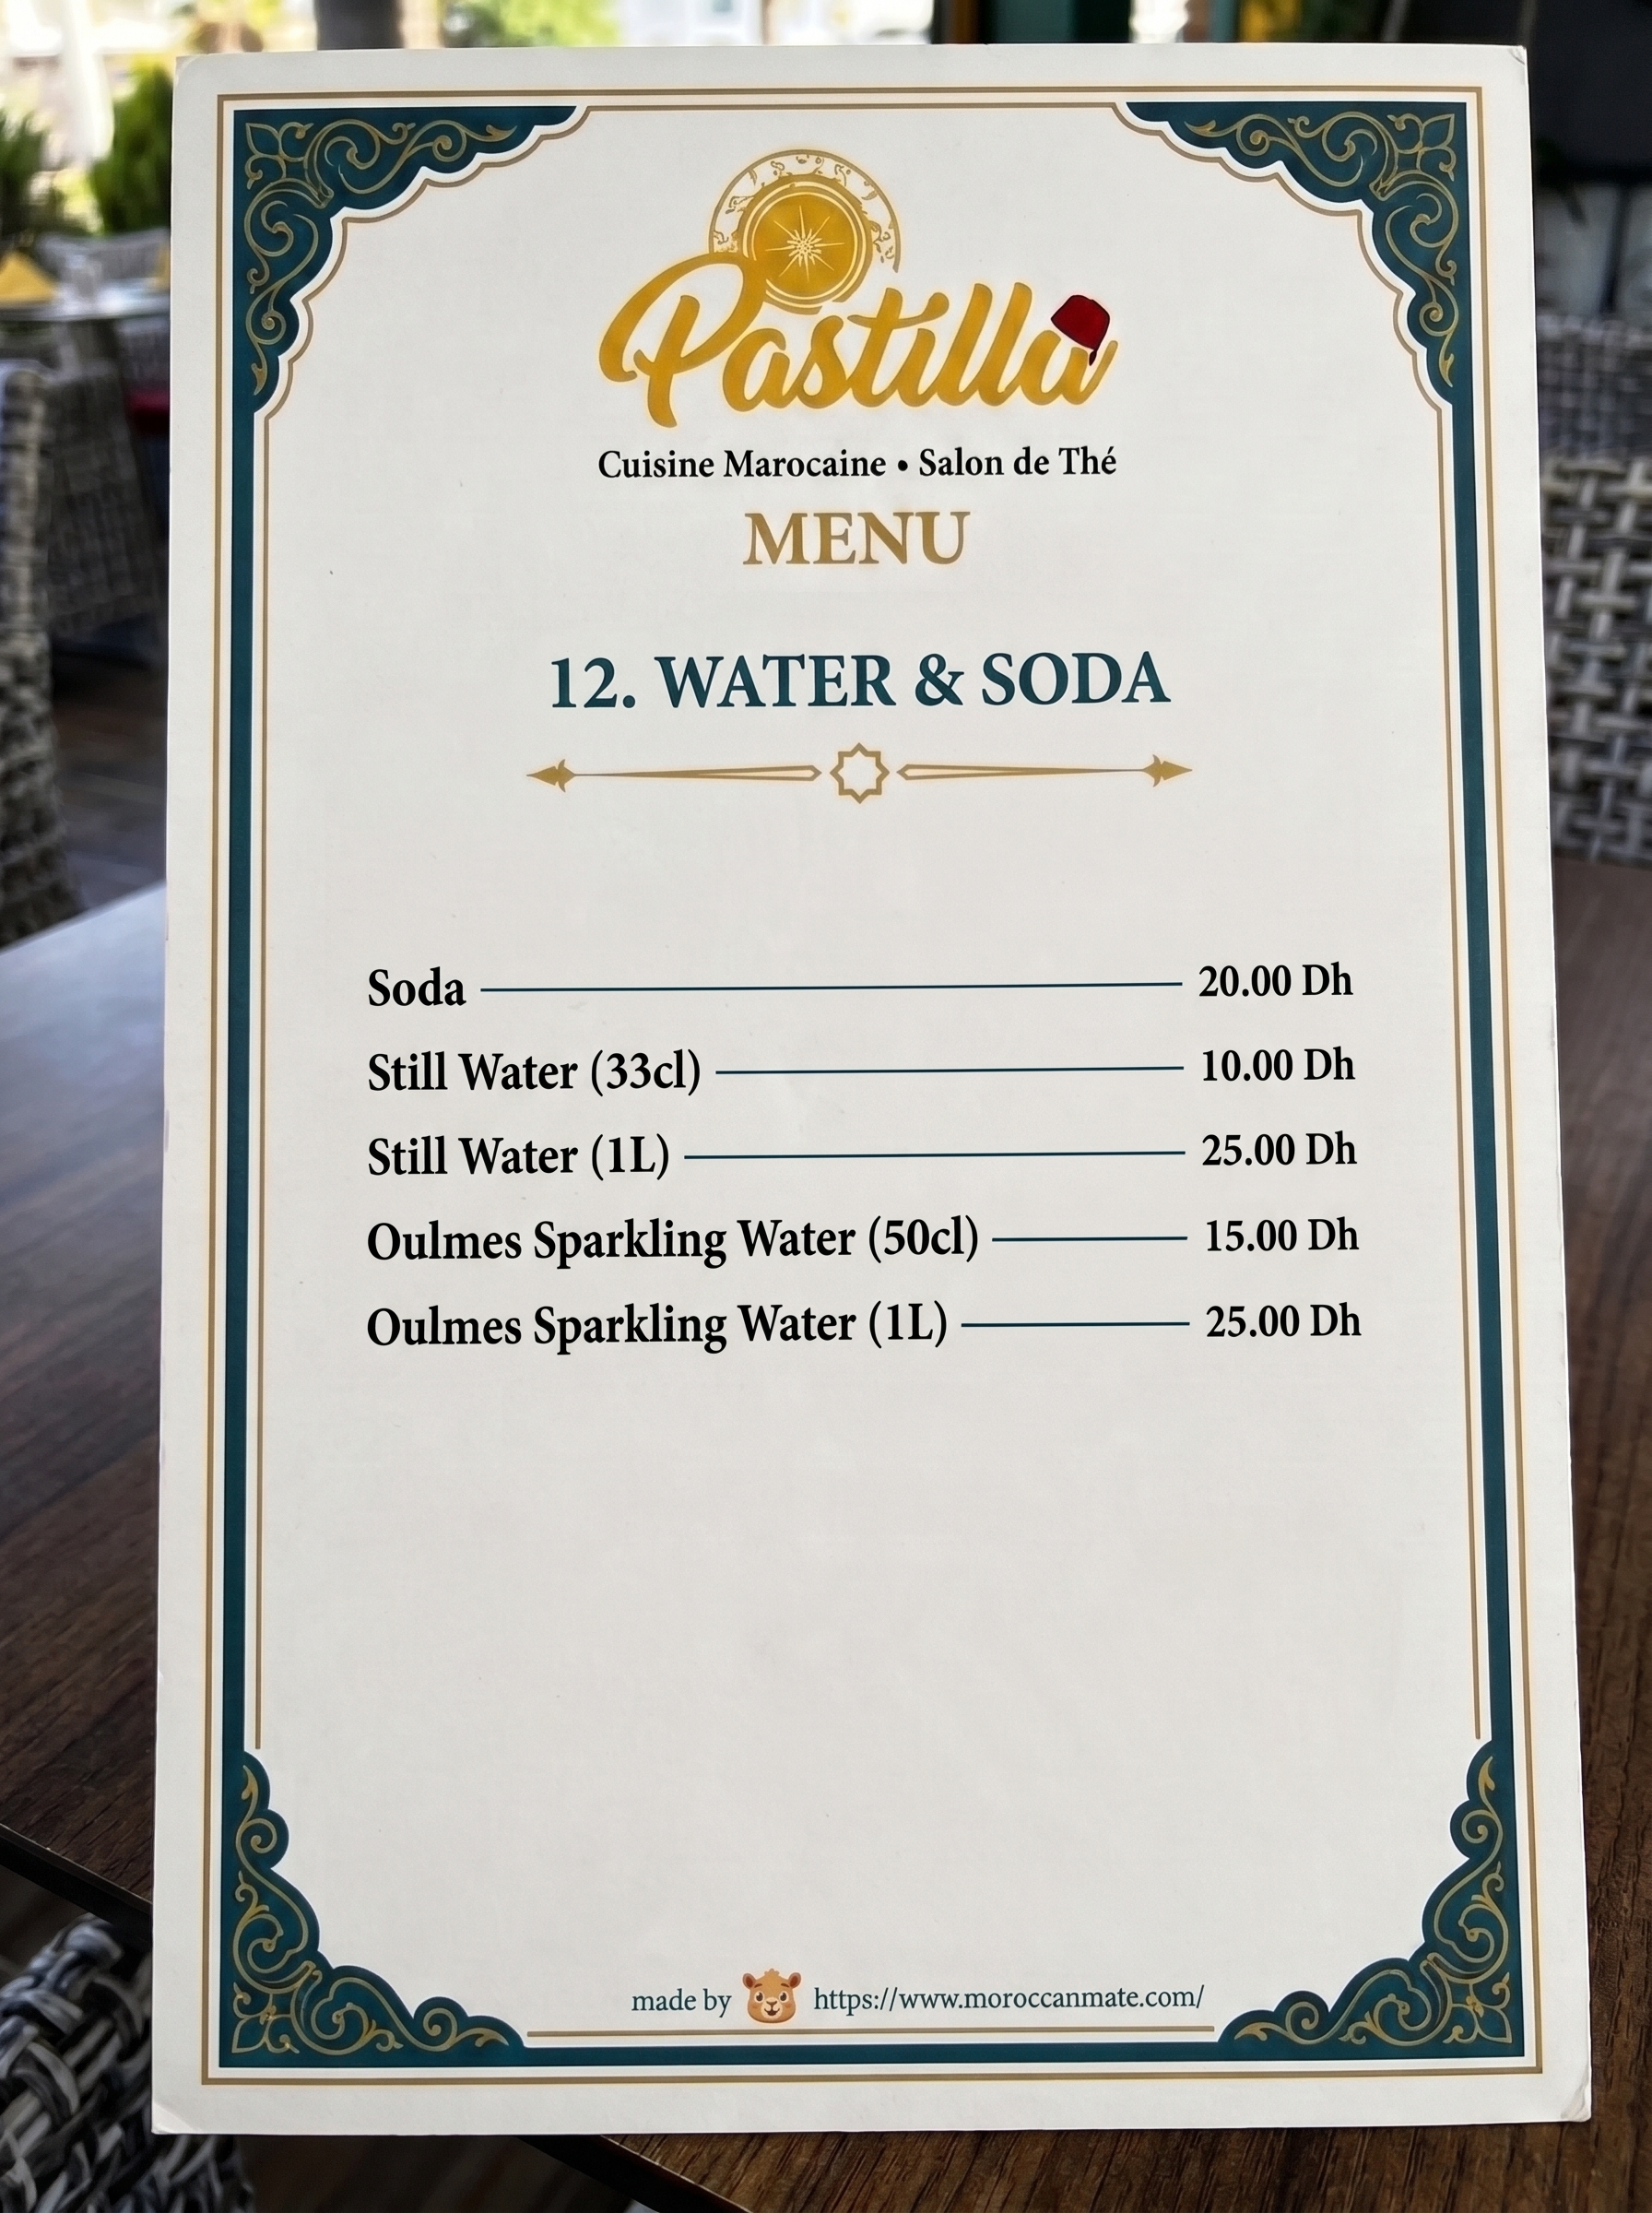 Pastilla
Cuisine Marocaine • Salon de Thé
MENU
12. WATER & SODA
Soda 20.00 Dh
Still Water (33cl) 10.00 Dh
Still Water (1L) 25.00 Dh
Oulmes Sparkling Water (50cl) 15.00 Dh
Oulmes Sparkling Water (1L) 25.00 Dh
made by https://www.moroccanmate.com/